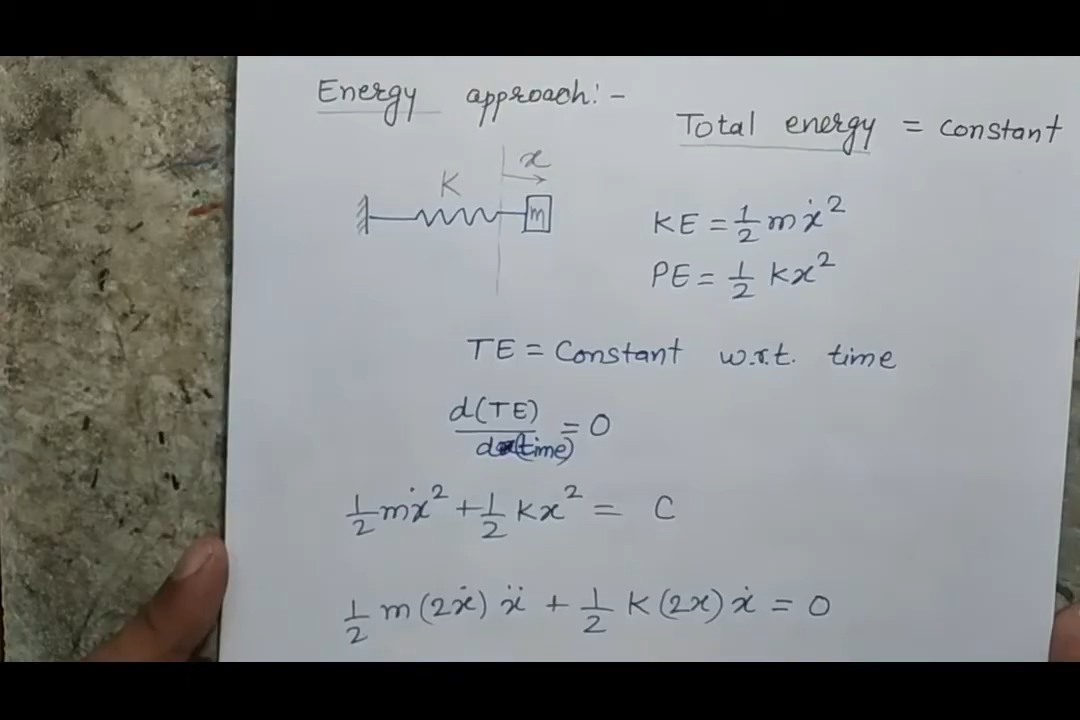 Energy approach:-
Total energy = constant
x
K
m
KE = 1/2 mẋ²
PE = 1/2 Kx²
TE = Constant w.r.t. time
d(TE)/d(time) = 0
1/2 mẋ² + 1/2 Kx² = C
1/2 m(2ẋ) ẍ + 1/2 K(2x) ẋ = 0